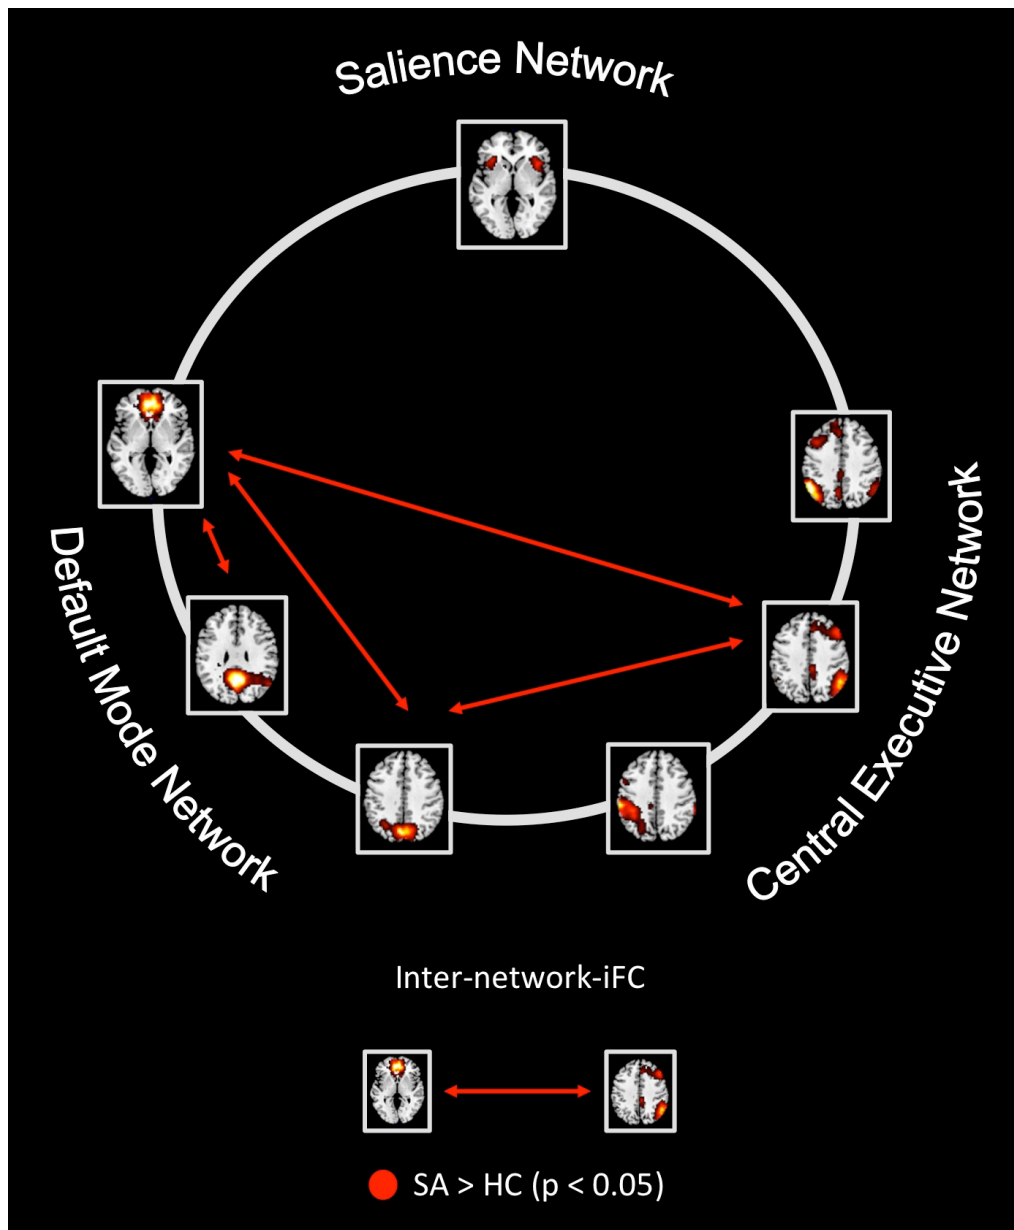 Salience Network
Default Mode Network
Central Executive Network
Inter-network-iFC
SA > HC (p < 0.05)